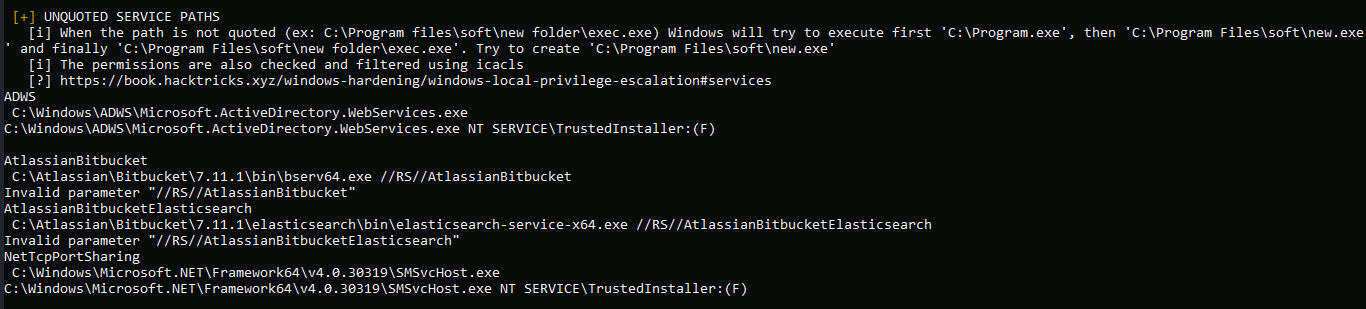 [+] UNQUOTED SERVICE PATHS
[i] When the path is not quoted (ex: C:\Program files\soft\new folder\exec.exe) Windows will try to execute first 'C:\Program.exe', then 'C:\Program Files\soft\new.exe
' and finally 'C:\Program Files\soft\new folder\exec.exe'. Try to create 'C:\Program Files\soft\new.exe'
[i] The permissions are also checked and filtered using icacls
[?] https://book.hacktricks.xyz/windows-hardening/windows-local-privilege-escalation#services
ADWS
C:\Windows\ADWS\Microsoft.ActiveDirectory.WebServices.exe
C:\Windows\ADWS\Microsoft.ActiveDirectory.WebServices.exe NT SERVICE\TrustedInstaller:(F)
AtlassianBitbucket
C:\Atlassian\Bitbucket\7.11.1\bin\bserv64.exe //RS//AtlassianBitbucket
Invalid parameter "//RS//AtlassianBitbucket"
AtlassianBitbucketElasticsearch
C:\Atlassian\Bitbucket\7.11.1\elasticsearch\bin\elasticsearch-service-x64.exe //RS//AtlassianBitbucketElasticsearch
Invalid parameter "//RS//AtlassianBitbucketElasticsearch"
NetTcpPortSharing
C:\Windows\Microsoft.NET\Framework64\v4.0.30319\SMSvcHost.exe
C:\Windows\Microsoft.NET\Framework64\v4.0.30319\SMSvcHost.exe NT SERVICE\TrustedInstaller:(F)